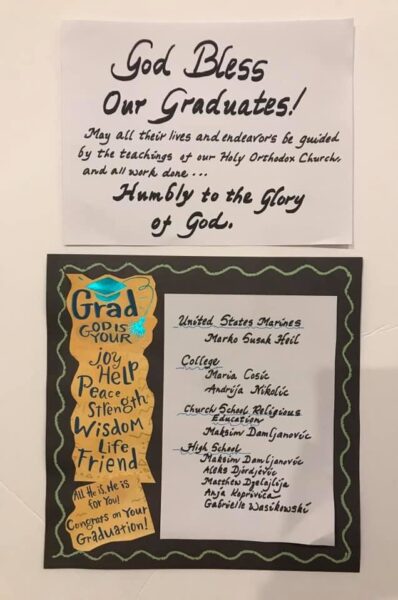 God Bless
Our Graduates!
May all their lives and endeavors be guided
by the teachings of our Holy Orthodox Church,
and all work done...
Humbly to the Glory
of God.
Grad
GOD IS
YOUR
Joy
Help
Peace
Strength
Wisdom
Life
Friend
All He is, He is
for You!
Congrats on Your
Graduation!
United States Marines
Marko Susak Heil
College
Maria Cosic
Andrija Nikolic
Church School Religious
Education
Maksim Damljanovic
High School
Maksim Damljanovic
Aleks Djordjevic
Matthew
Anja Koprivica
Gabrielle Wasikowski